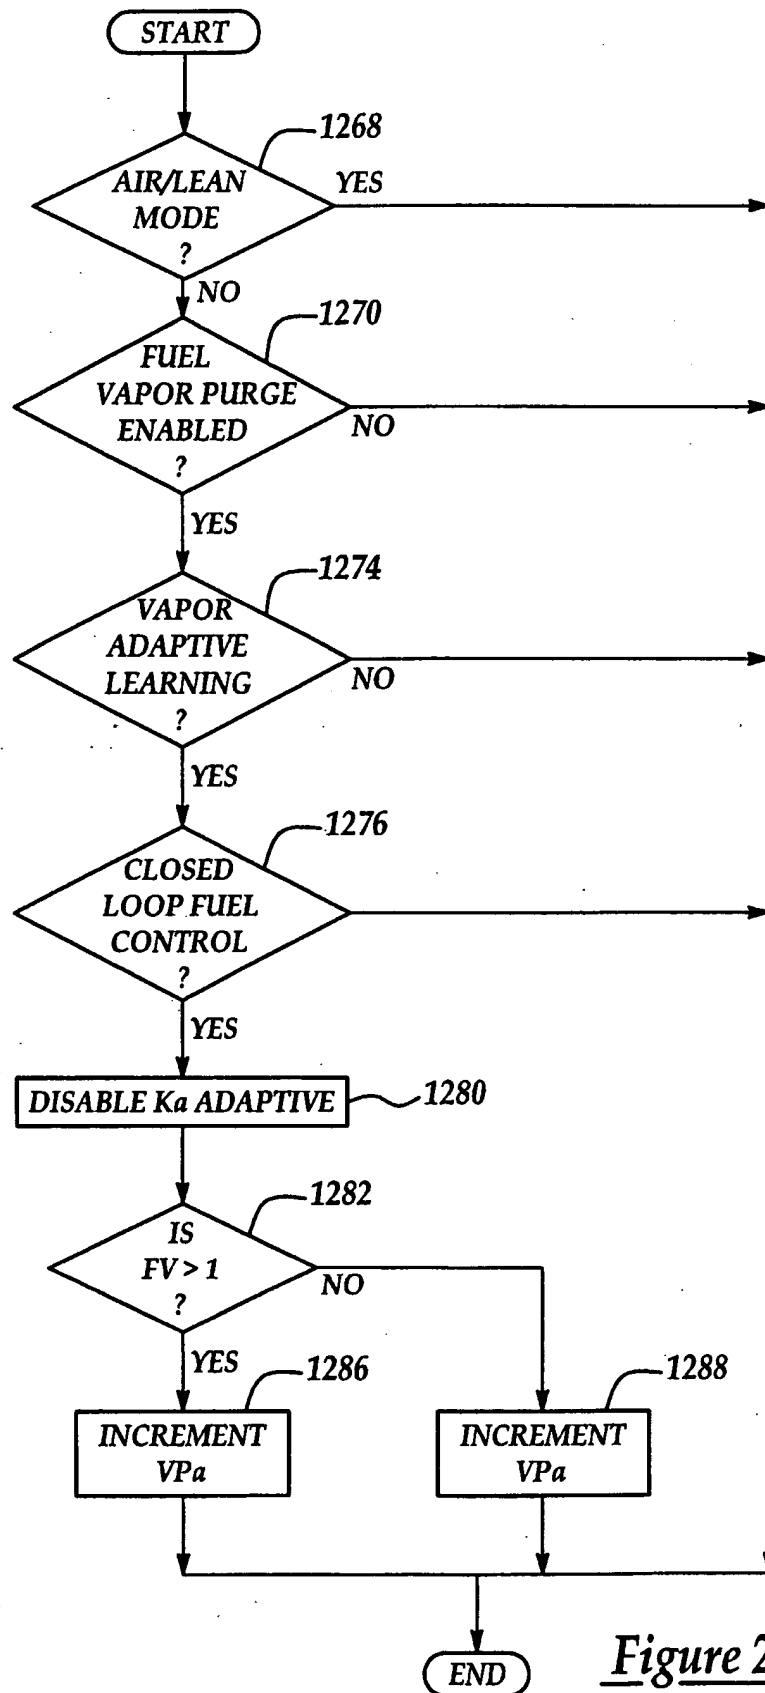 START
1268
AIR/LEAN
MODE
?
YES
NO
1270
FUEL
VAPOR PURGE
ENABLED
?
NO
YES
1274
VAPOR
ADAPTIVE
LEARNING
?
NO
YES
1276
CLOSED
LOOP FUEL
CONTROL
?
YES
DISABLE Ka ADAPTIVE
1280
1282
IS
FV > 1
?
NO
YES
1286
1288
INCREMENT
VPa
INCREMENT
VPa
END
Figure 2